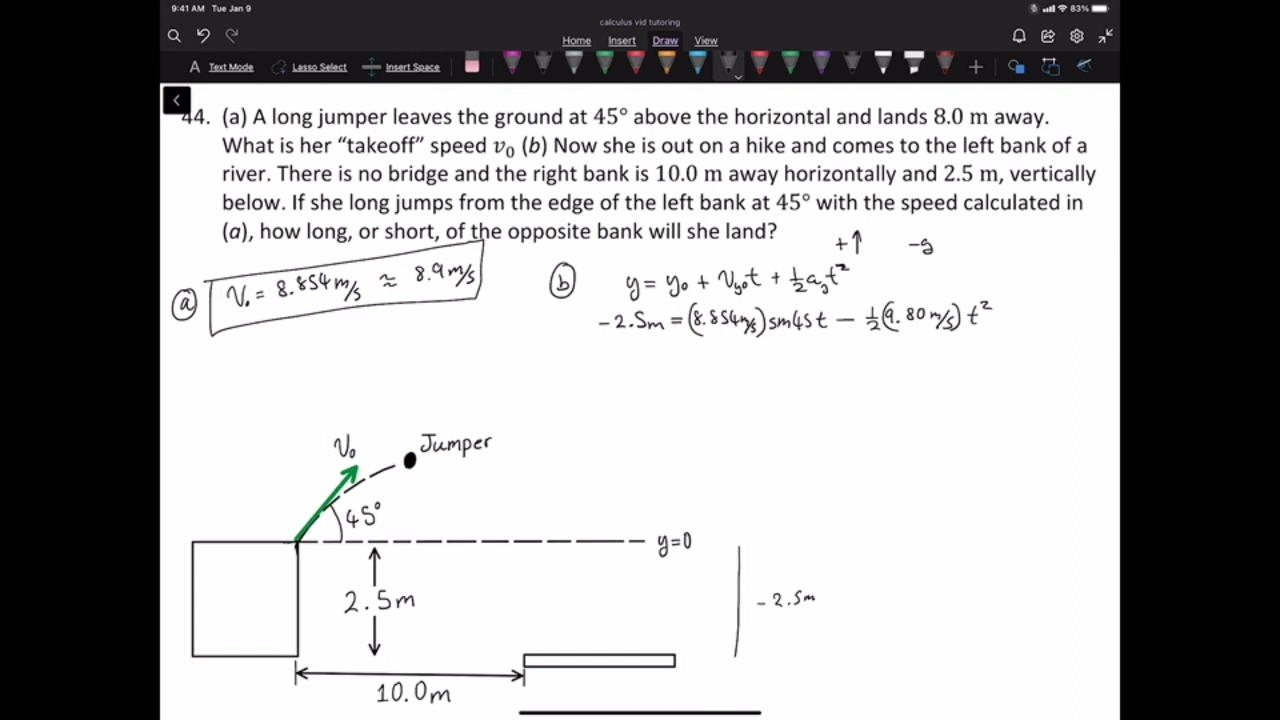 9:41 AM Tue Jan 9
83%
calculus vid tutoring
Home Insert Draw View
Text Mode Lasso Select Insert Space
44. (a) A long jumper leaves the ground at 45° above the horizontal and lands 8.0 m away.
What is her “takeoff” speed v₀ (b) Now she is out on a hike and comes to the left bank of a
river. There is no bridge and the right bank is 10.0 m away horizontally and 2.5 m, vertically
below. If she long jumps from the edge of the left bank at 45° with the speed calculated in
(a), how long, or short, of the opposite bank will she land?
+↑ -g
(a) V₀ = 8.854 m/s ≈ 8.9 m/s
(b) y = y₀ + Vy₀t + ½ayt²
-2.5m = (8.854m/s) sin45 t - ½(9.80 m/s) t²
V₀
Jumper
45°
y=0
2.5m
-2.5m
10.0m